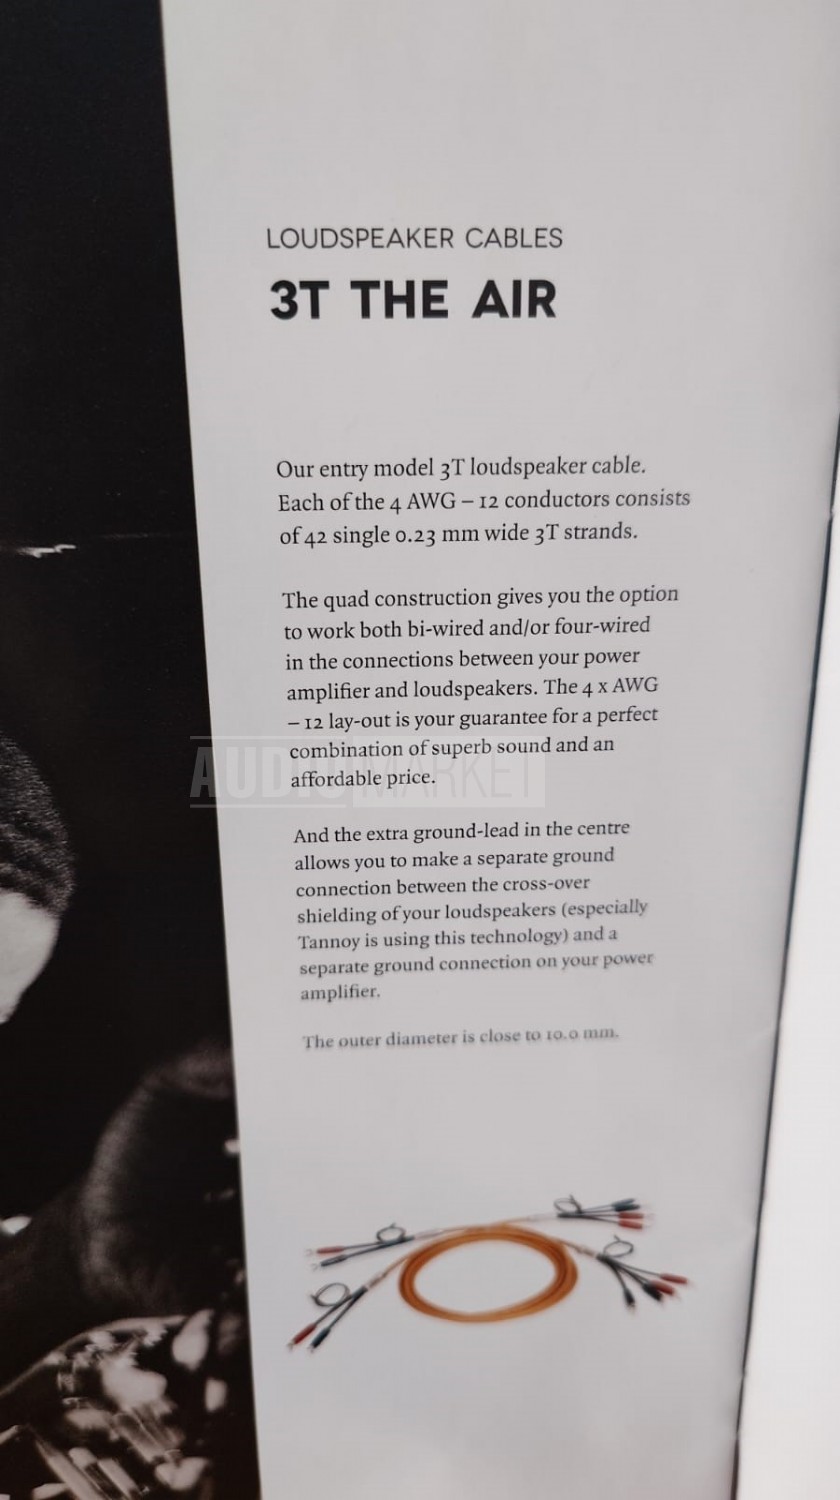 LOUDSPEAKER CABLES
3T THE AIR
Our entry model 3T loudspeaker cable.
Each of the 4 AWG – 12 conductors consists
of 42 single 0.23 mm wide 3T strands.
The quad construction gives you the option
to work both bi-wired and/or four-wired
in the connections between your power
amplifier and loudspeakers. The 4 x AWG
– 12 lay-out is your guarantee for a perfect
combination of superb sound and an
affordable price.
AUDIOMARKET
And the extra ground-lead in the centre
allows you to make a separate ground
connection between the cross-over
shielding of your loudspeakers (especially
Tannoy is using this technology) and a
separate ground connection on your power
amplifier.
The outer diameter is close to 10.0 mm.